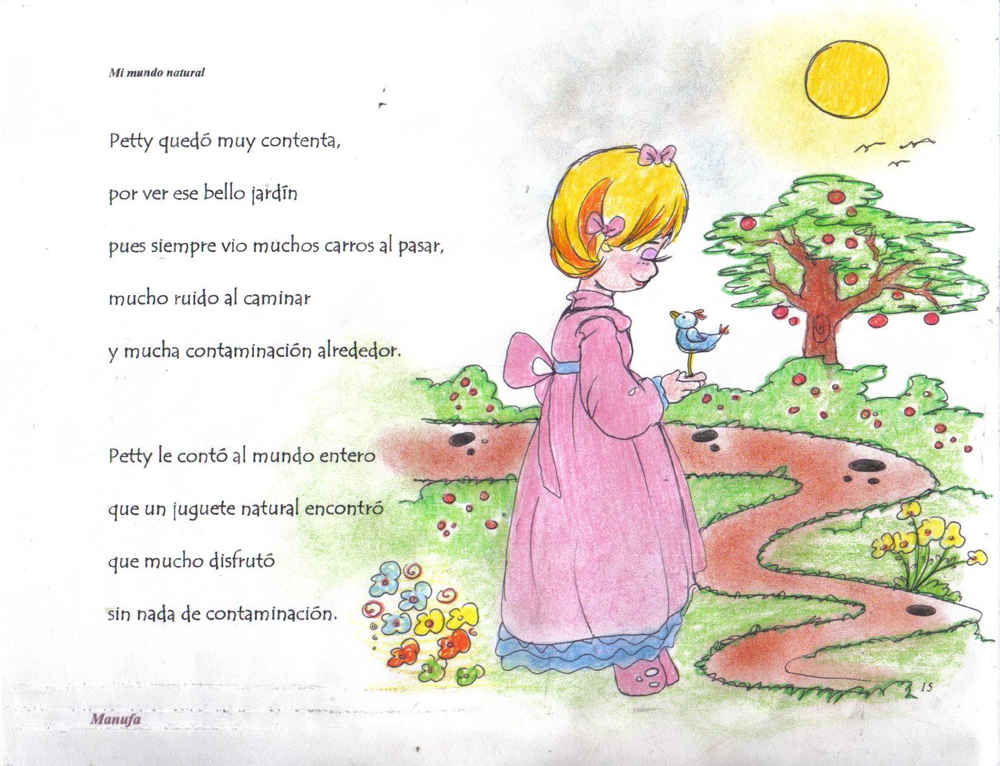 Mi mundo natural
Petty quedó muy contenta,
por ver ese bello jardín
pues siempre vio muchos carros al pasar,
mucho ruido al caminar
y mucha contaminación alrededor.
Petty le contó al mundo entero
que un juguete natural encontró
que mucho disfrutó
sin nada de contaminación.
15
Manufa